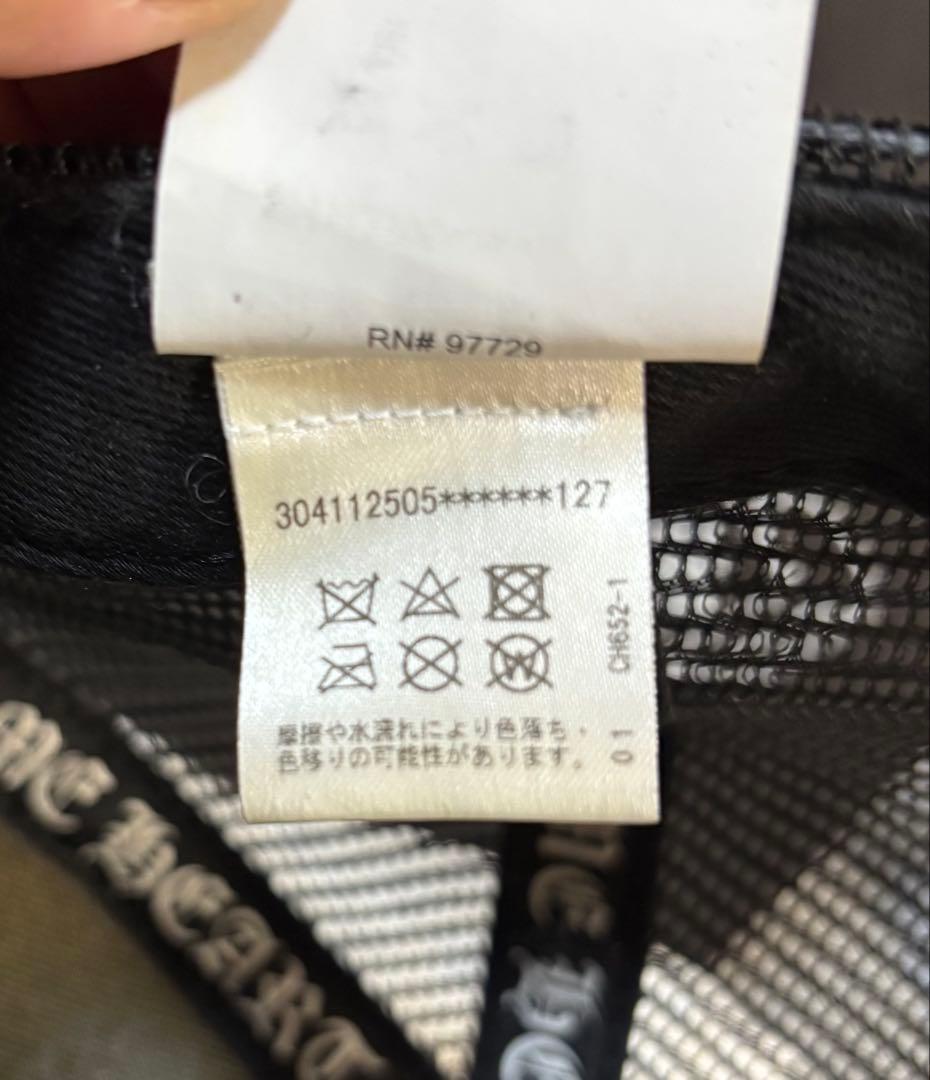 RN# 97729
304112505******127
CH652-1
01
摩擦や水濡れにより色落ち・
色移りの可能性があります。
HEART